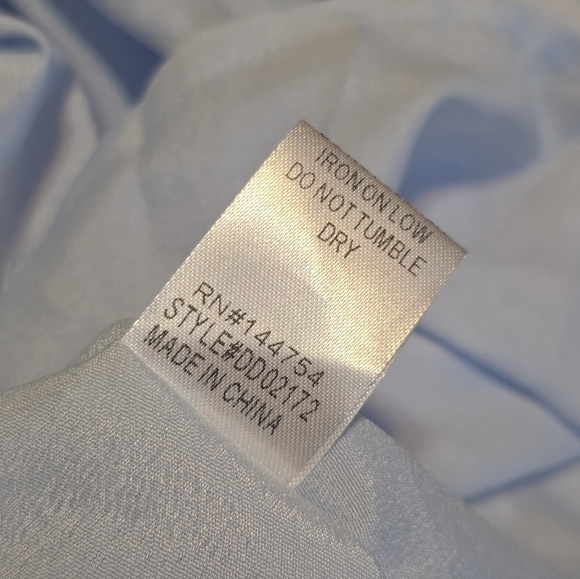 IRON ON LOW
DO NOT TUMBLE
DRY
RN#144754
STYLE#DD02172
MADE IN CHINA